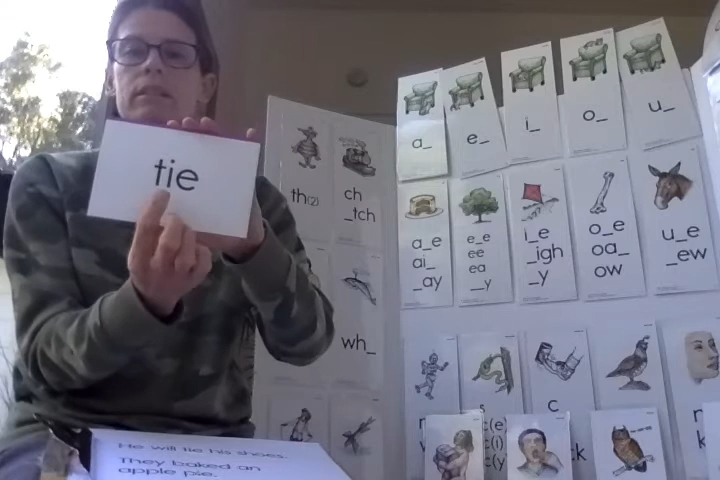 tie
th(2)
ch
_tch
wh_
a_
e_
i_
o_
u_
a_e
ai_
_ay
e_e
ee
ea
_y
i_e
_igh
_y
o_e
oa_
ow
u_e
_ew
s
c(e)
c(i)
c(y)
c
ck
k
He will tie his shoes.
They baked an
apple pie.